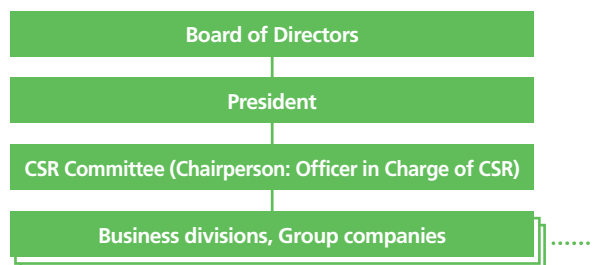 Board of Directors
President
CSR Committee (Chairperson: Officer in Charge of CSR)
Business divisions, Group companies
......